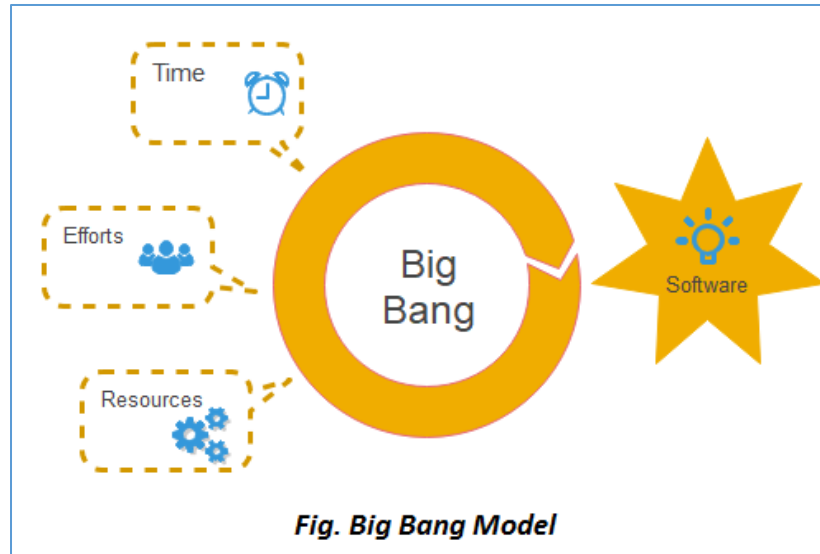 Time
Efforts
Resources
Big
Bang
Software
Fig. Big Bang Model